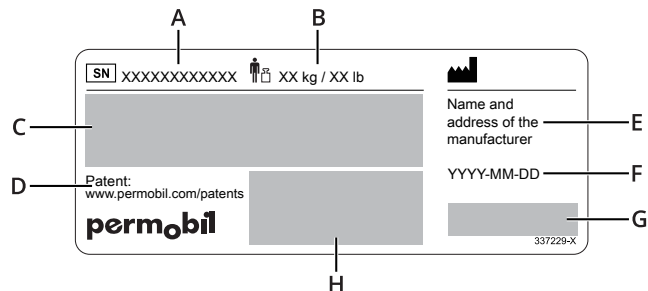 A
B
SN XXXXXXXXXXXX XX kg / XX lb
C
Name and
address of the
manufacturer
E
D
Patent:
www.permobil.com/patents
YYYY-MM-DD
F
permobil
G
337229-X
H